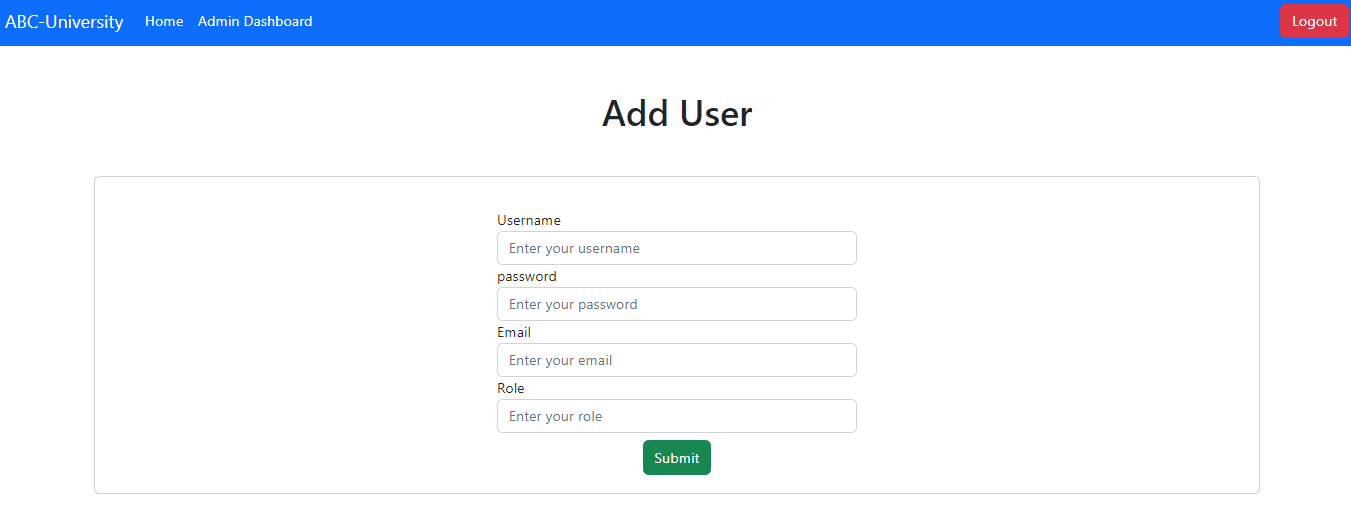 ABC-University Home Admin Dashboard Logout
Add User
Username
Enter your username
password
Enter your password
Email
Enter your email
Role
Enter your role
Submit